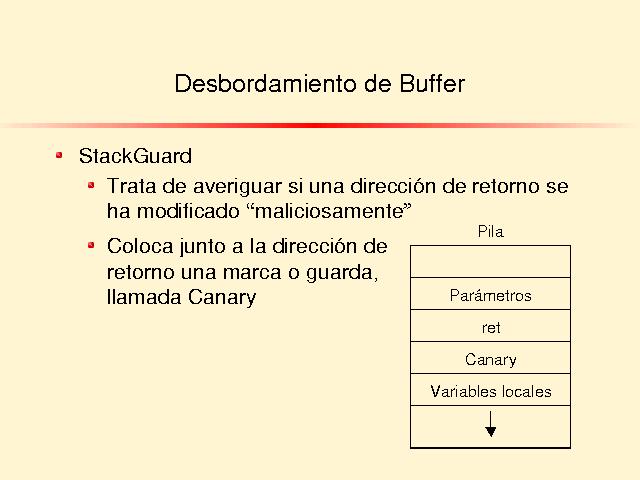 Desbordamiento de Buffer
StackGuard
Trata de averiguar si una dirección de retorno se
ha modificado “maliciosamente”
Coloca junto a la dirección de
retorno una marca o guarda,
llamada Canary
Pila
Parámetros
ret
Canary
Variables locales